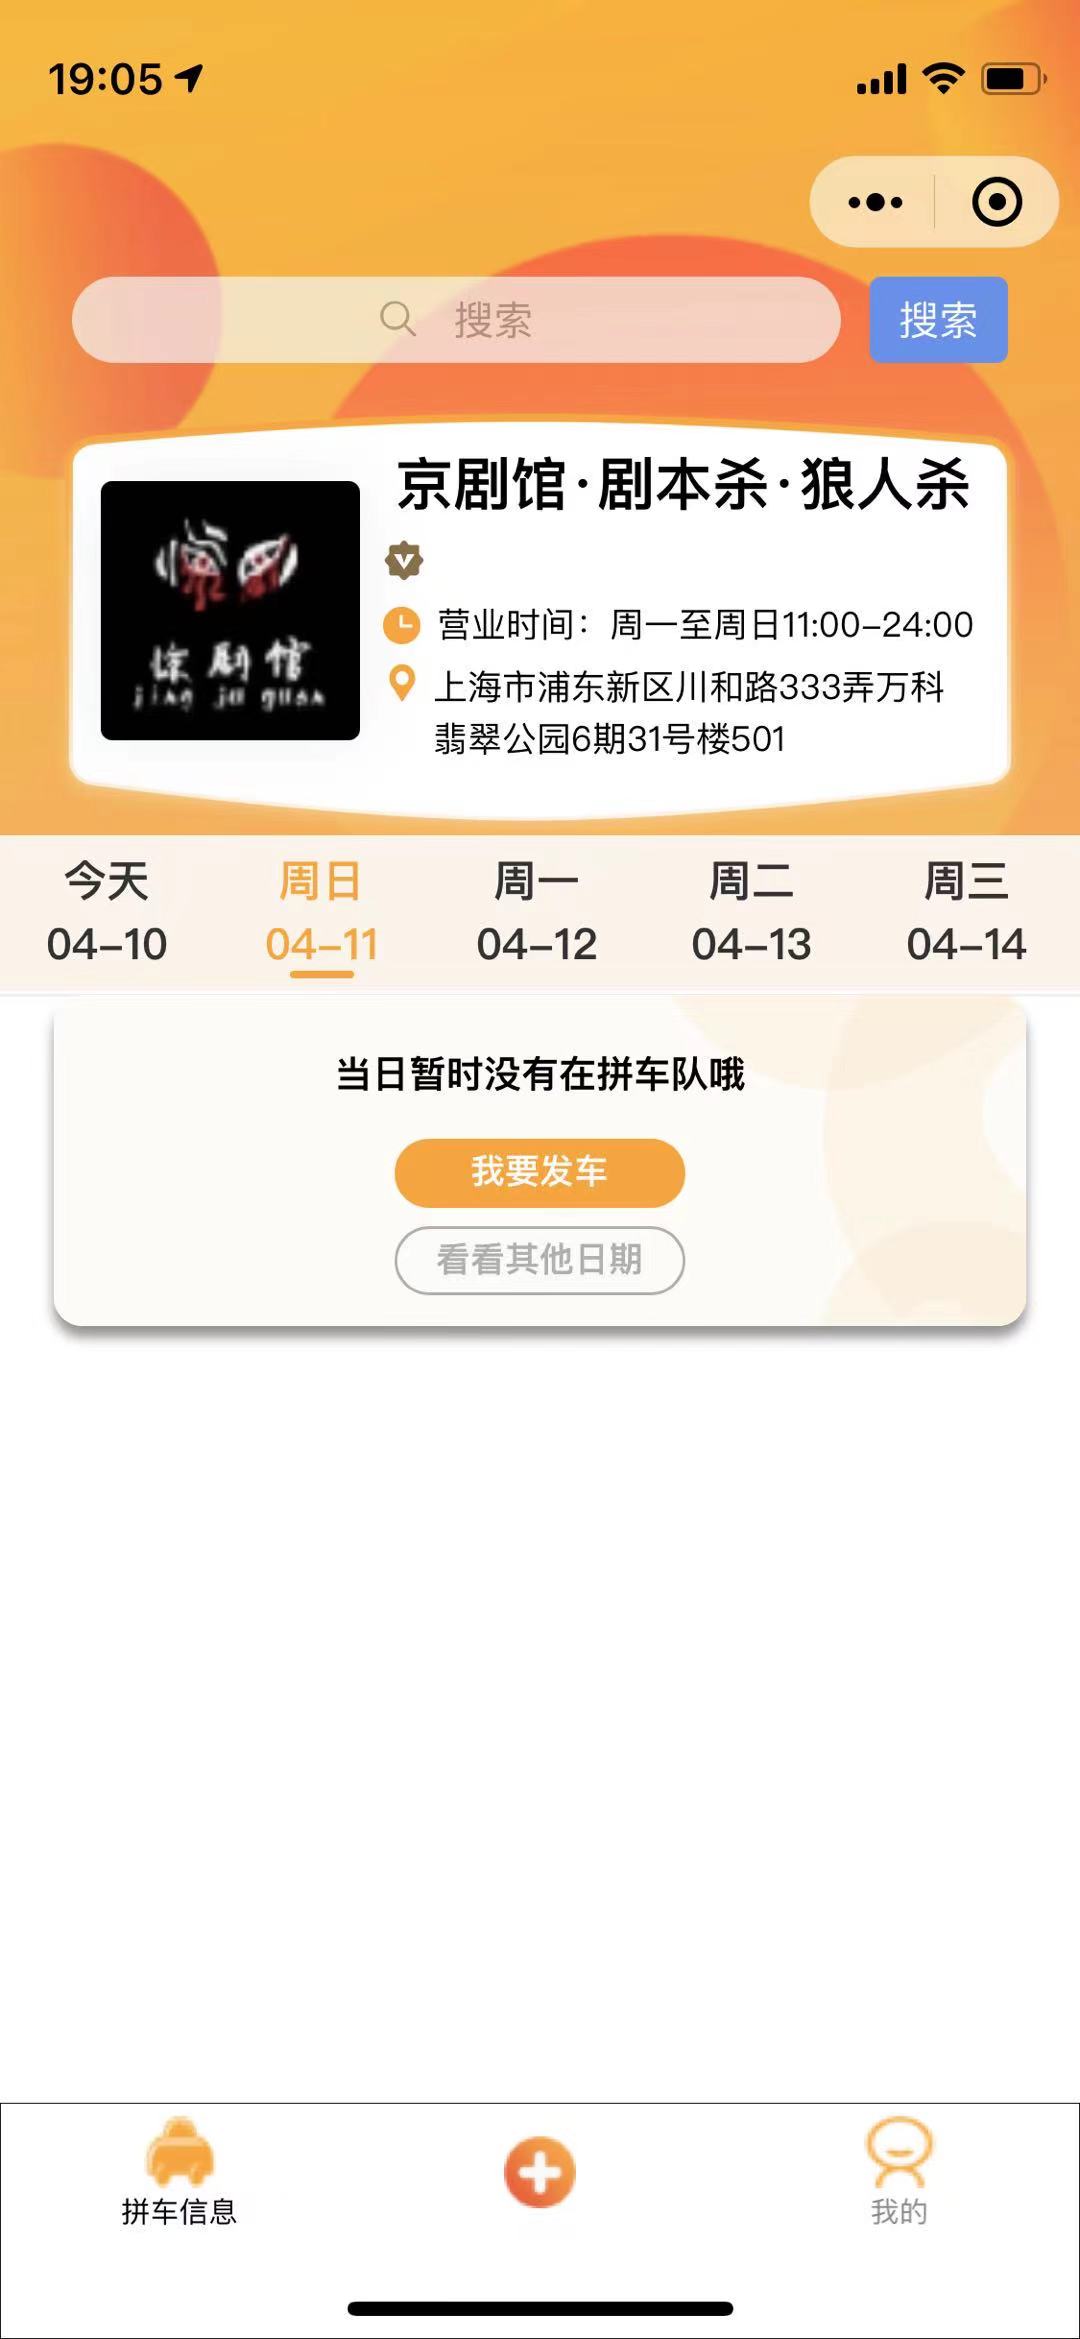 19:05
搜索
搜索
京剧馆·剧本杀·狼人杀
惊剧馆
jing ju guan
营业时间：周一至周日11:00-24:00
上海市浦东新区川和路333弄万科
翡翠公园6期31号楼501
今天
周日
周一
周二
周三
04-10
04-11
04-12
04-13
04-14
当日暂时没有在拼车队哦
我要发车
看看其他日期
拼车信息
我的